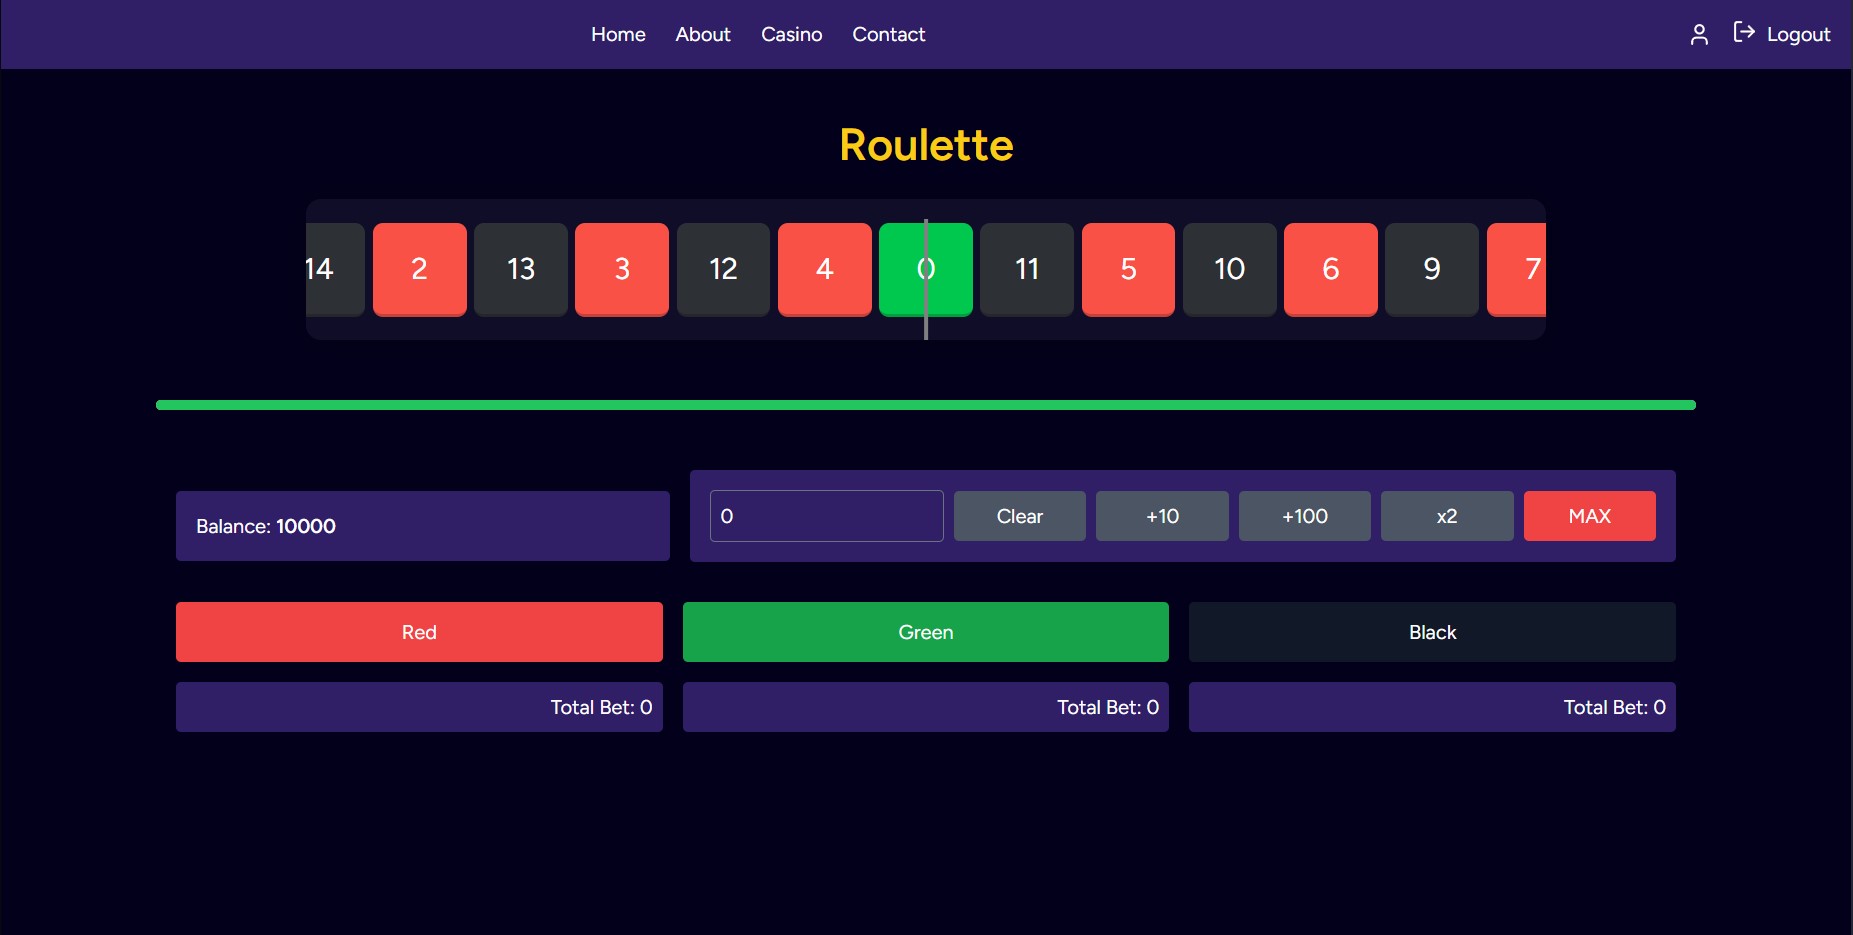 Home About Casino Contact Logout
Roulette
14 2 13 3 12 4 0 11 5 10 6 9 7
Balance: 10000
0 Clear +10 +100 x2 MAX
Red Green Black
Total Bet: 0 Total Bet: 0 Total Bet: 0